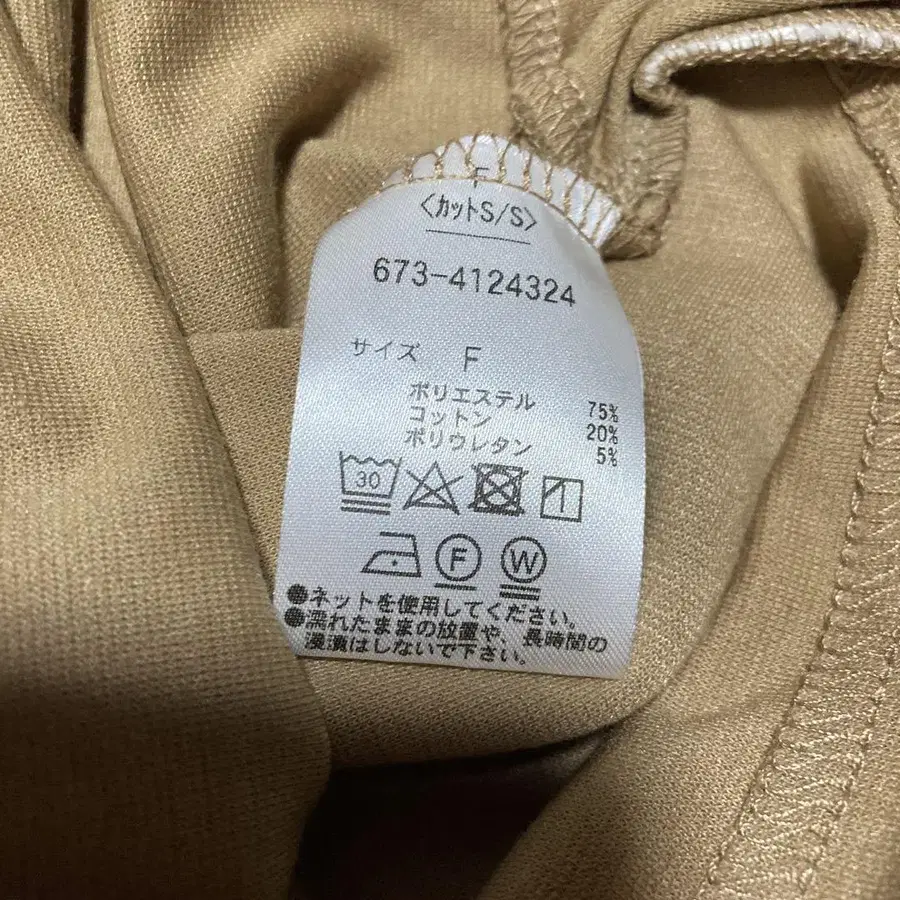 F
〈カットS/S〉
673-4124324
サイズ F
ポリエステル 75%
コットン 20%
ポリウレタン 5%
30
F W
●ネットを使用してください。
●濡れたままの放置や、長時間の
浸漬はしないで下さい。